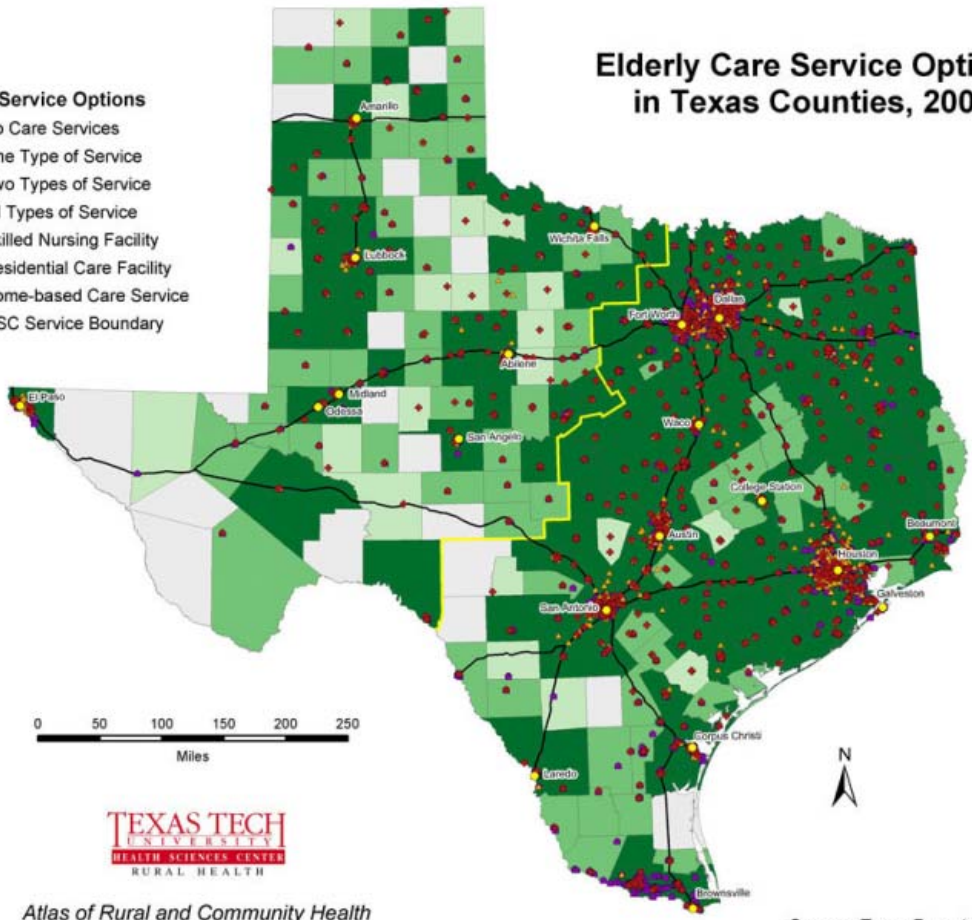 Elderly Care Service Opti
in Texas Counties, 200
Service Options
o Care Services
ne Type of Service
wo Types of Service
l Types of Service
killed Nursing Facility
esidential Care Facility
ome-based Care Service
SC Service Boundary
Amarillo
Wichita Falls
Lubbock
Dallas
Fort Worth
Abilene
El Paso
Midland
Odessa
Waco
San Angelo
College Station
Austin
Beaumont
Houston
Galveston
San Antonio
0 50 100 150 200 250
Miles
Corpus Christi
N
Laredo
TEXAS TECH
UNIVERSITY
HEALTH SCIENCES CENTER
RURAL HEALTH
Brownsville
Atlas of Rural and Community Health